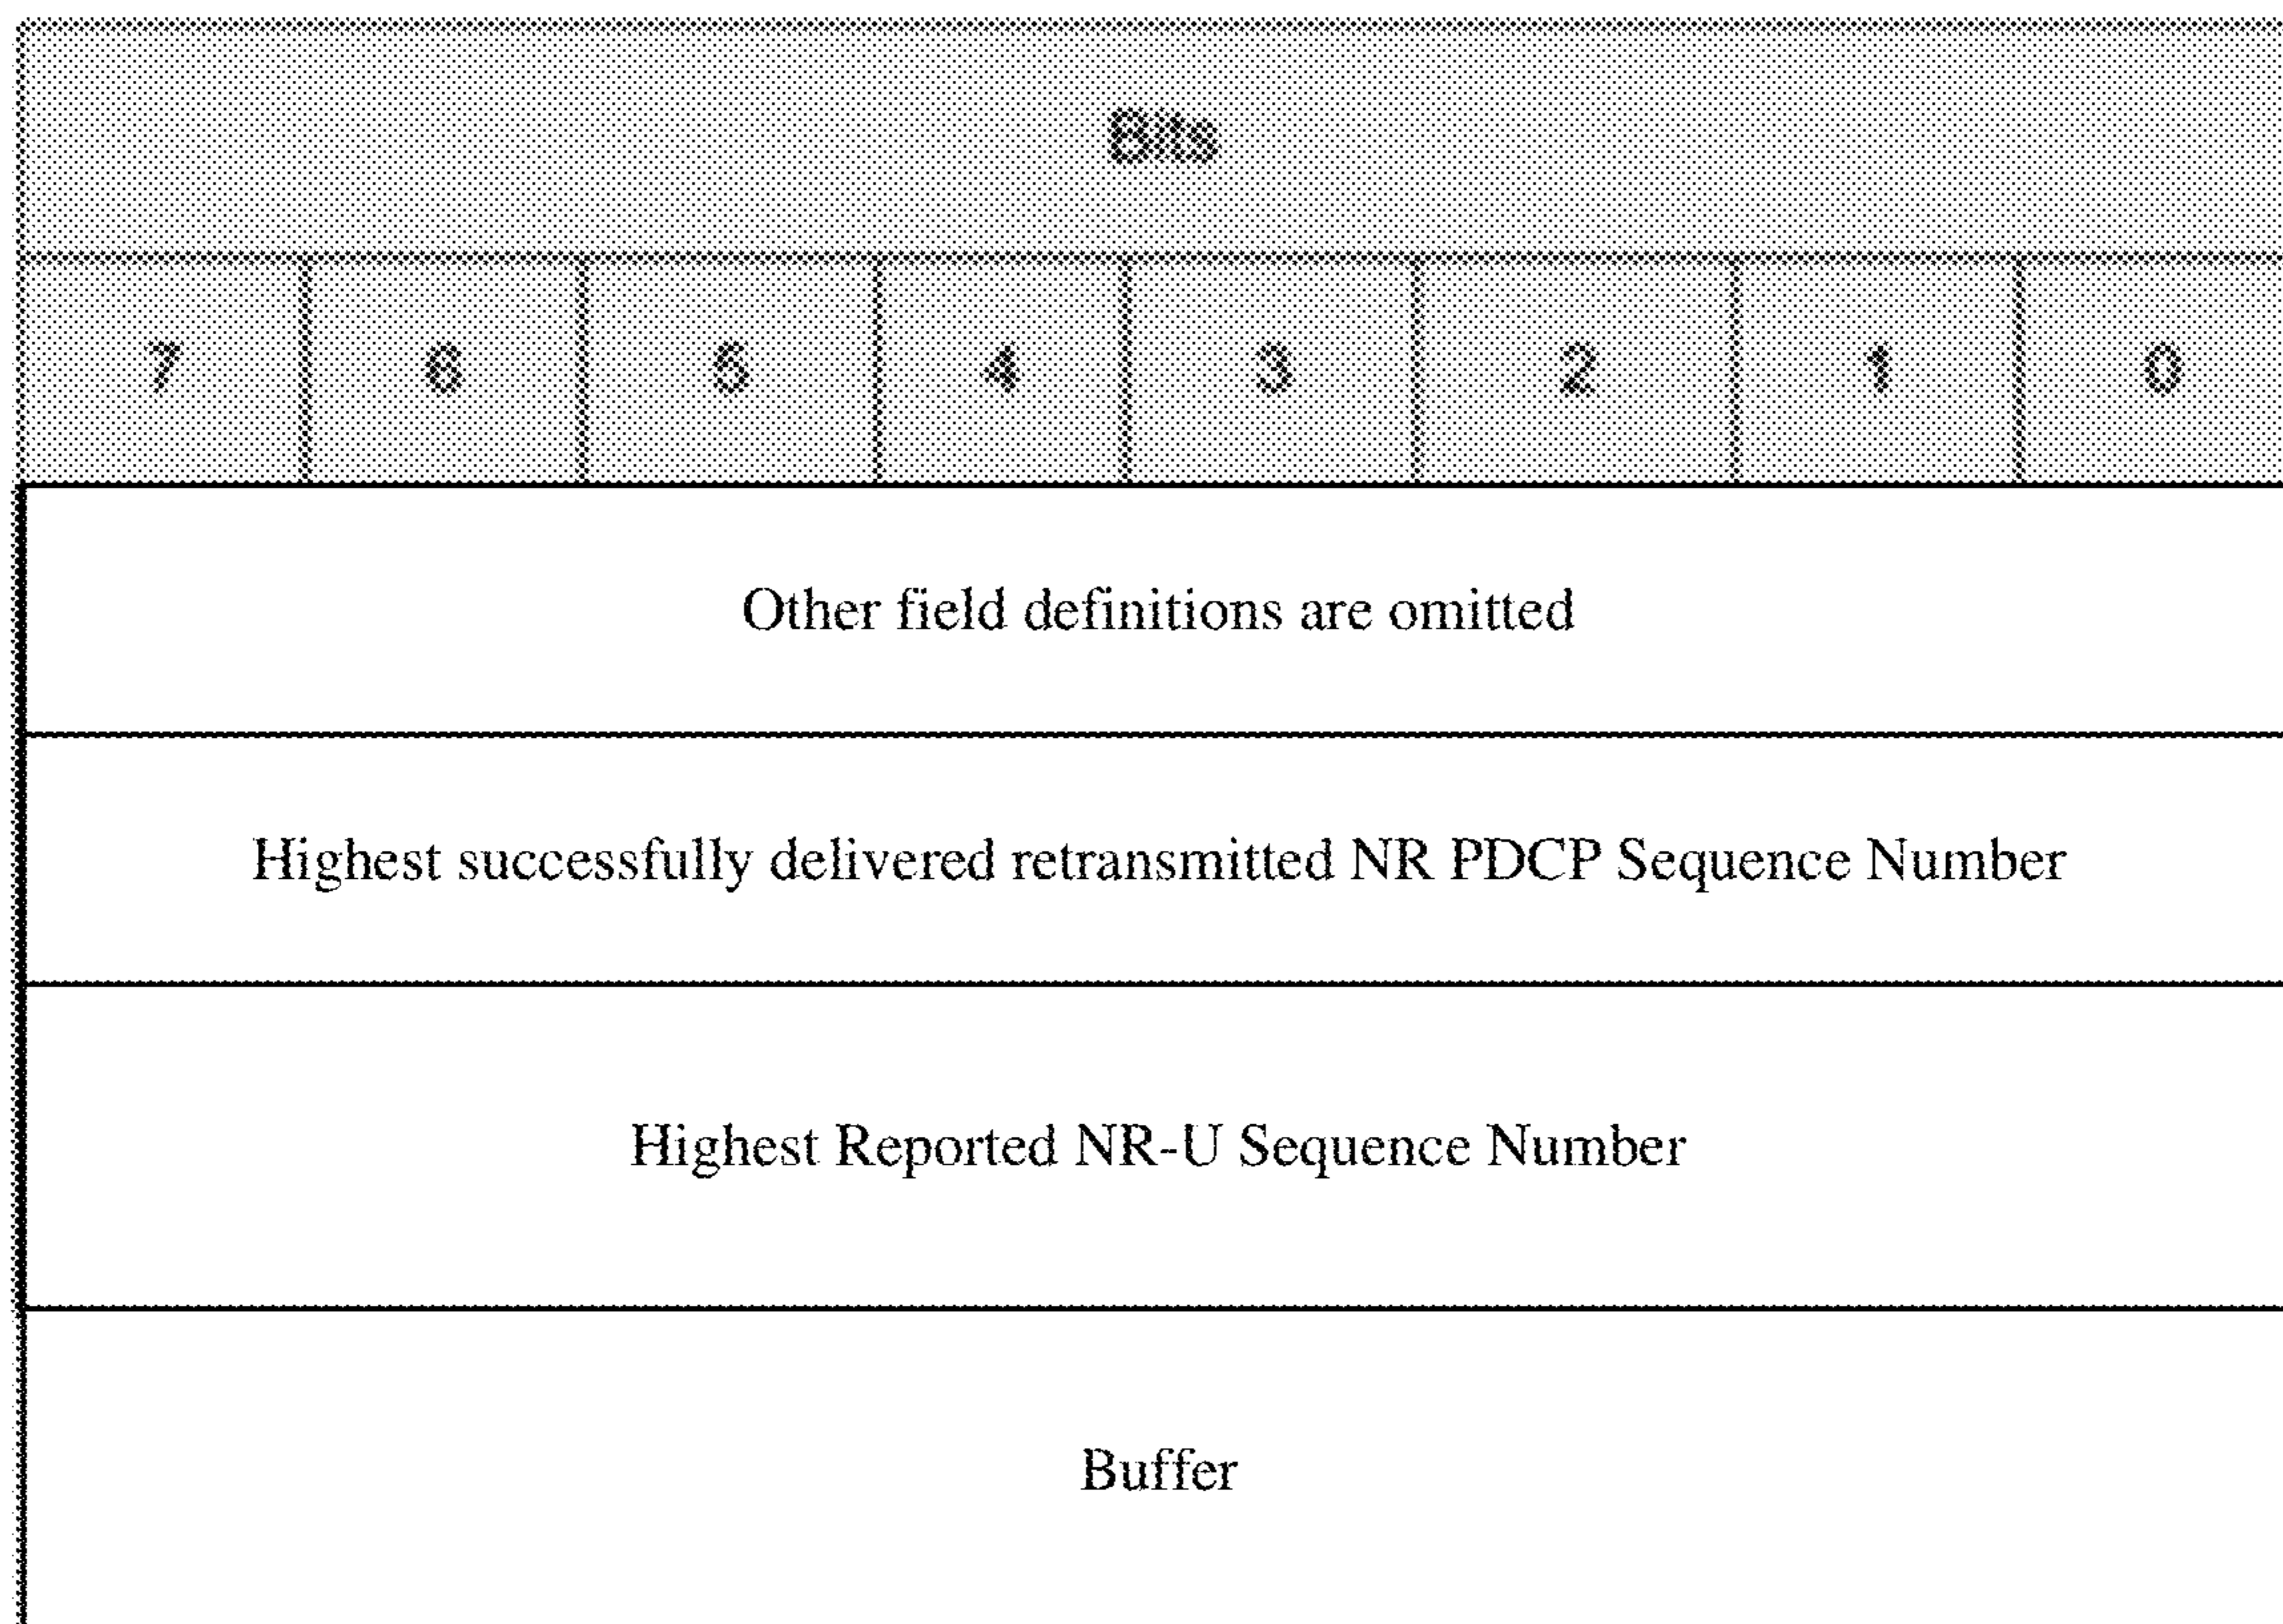 Bits
7 6 5 4 3 2 1 0
Other field definitions are omitted
Highest successfully delivered retransmitted NR PDCP Sequence Number
Highest Reported NR-U Sequence Number
Buffer